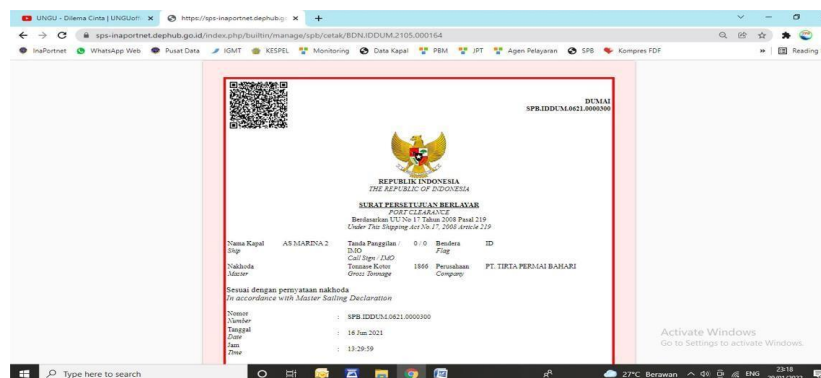 UNGU - Dilema Cinta | UNGUoff
https://sps-inaportnet.dephub.g
sps-inaportnet.dephub.go.id/index.php/builtin/manage/spb/cetak/BDN.IDDUM.2105.000164
InaPortnet WhatsApp Web Pusat Data IGMT KESPEL Monitoring Data Kapal PBM JPT Agen Pelayaran SPB Kompres FDF » Reading
DUMAI
SPB.IDDUM.0621.0000300
REPUBLIK INDONESIA
THE REPUBLIC OF INDONESIA
SURAT PERSETUJUAN BERLAYAR
PORT CLEARANCE
Berdasarkan UU No 17 Tahun 2008 Pasal 219
Under The Shipping Act No.17, 2008 Article 219
Nama Kapal AS MARINA 2 Tanda Panggilan / 0 / 0 Bendera ID
Ship IMO Flag
Call Sign / IMO
Nakhoda Tonnase Kotor 1866 Perusahaan PT. TIRTA PERMAI BAHARI
Master Gross Tonnage Company
Sesuai dengan pernyataan nakhoda
In accordance with Master Sailing Declaration
Nomor : SPB.IDDUM.0621.0000300
Number
Tanggal : 16 Jun 2021
Date
Jam : 13:29:59
Time
Activate Windows
Go to Settings to activate Windows.
Type here to search
27°C Berawan ENG 23:18